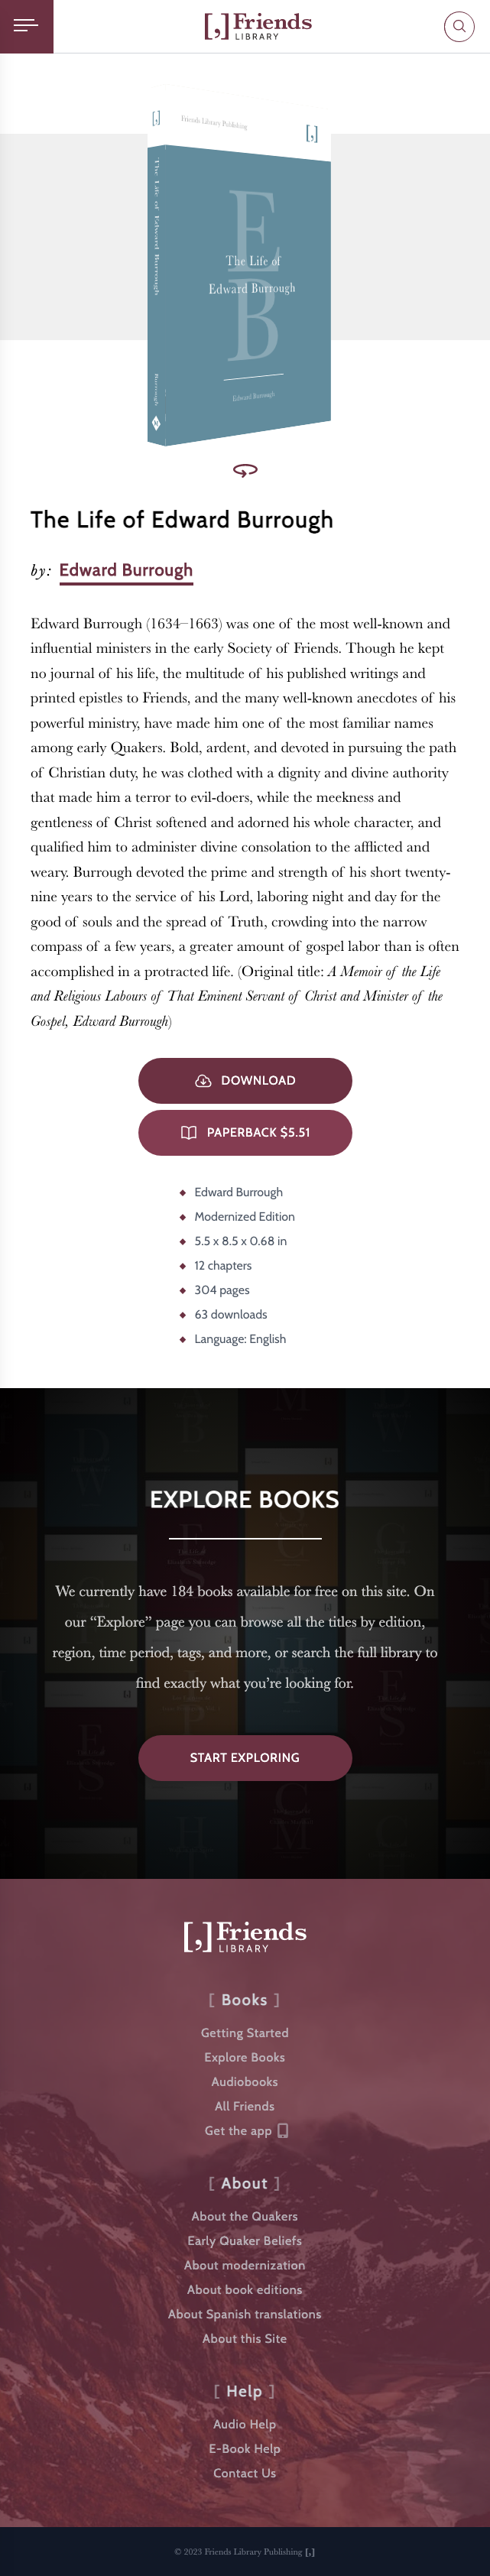 [,] Friends
LIBRARY
[,] Friends Library Publishing [,]
The Life of Edward Burrough
E
B
The Life of
Edward Burrough
Edward Burrough
Burrough
The Life of Edward Burrough
by: Edward Burrough
Edward Burrough (1634–1663) was one of the most well-known and
influential ministers in the early Society of Friends. Though he kept
no journal of his life, the multitude of his published writings and
printed epistles to Friends, and the many well-known anecdotes of his
powerful ministry, have made him one of the most familiar names
among early Quakers. Bold, ardent, and devoted in pursuing the path
of Christian duty, he was clothed with a dignity and divine authority
that made him a terror to evil-doers, while the meekness and
gentleness of Christ softened and adorned his whole character, and
qualified him to administer divine consolation to the afflicted and
weary. Burrough devoted the prime and strength of his short twenty-
nine years to the service of his Lord, laboring night and day for the
good of souls and the spread of Truth, crowding into the narrow
compass of a few years, a greater amount of gospel labor than is often
accomplished in a protracted life. (Original title: A Memoir of the Life
and Religious Labours of That Eminent Servant of Christ and Minister of the
Gospel, Edward Burrough)
DOWNLOAD
PAPERBACK $5.51
Edward Burrough
Modernized Edition
5.5 x 8.5 x 0.68 in
12 chapters
304 pages
63 downloads
Language: English
EXPLORE BOOKS
We currently have 184 books available for free on this site. On
our “Explore” page you can browse all the titles by edition,
region, time period, tags, and more, or search the full library to
find exactly what you’re looking for.
START EXPLORING
[,] Friends
LIBRARY
[ Books ]
Getting Started
Explore Books
Audiobooks
All Friends
Get the app
[ About ]
About the Quakers
Early Quaker Beliefs
About modernization
About book editions
About Spanish translations
About this Site
[ Help ]
Audio Help
E-Book Help
Contact Us
© 2023 Friends Library Publishing [,]